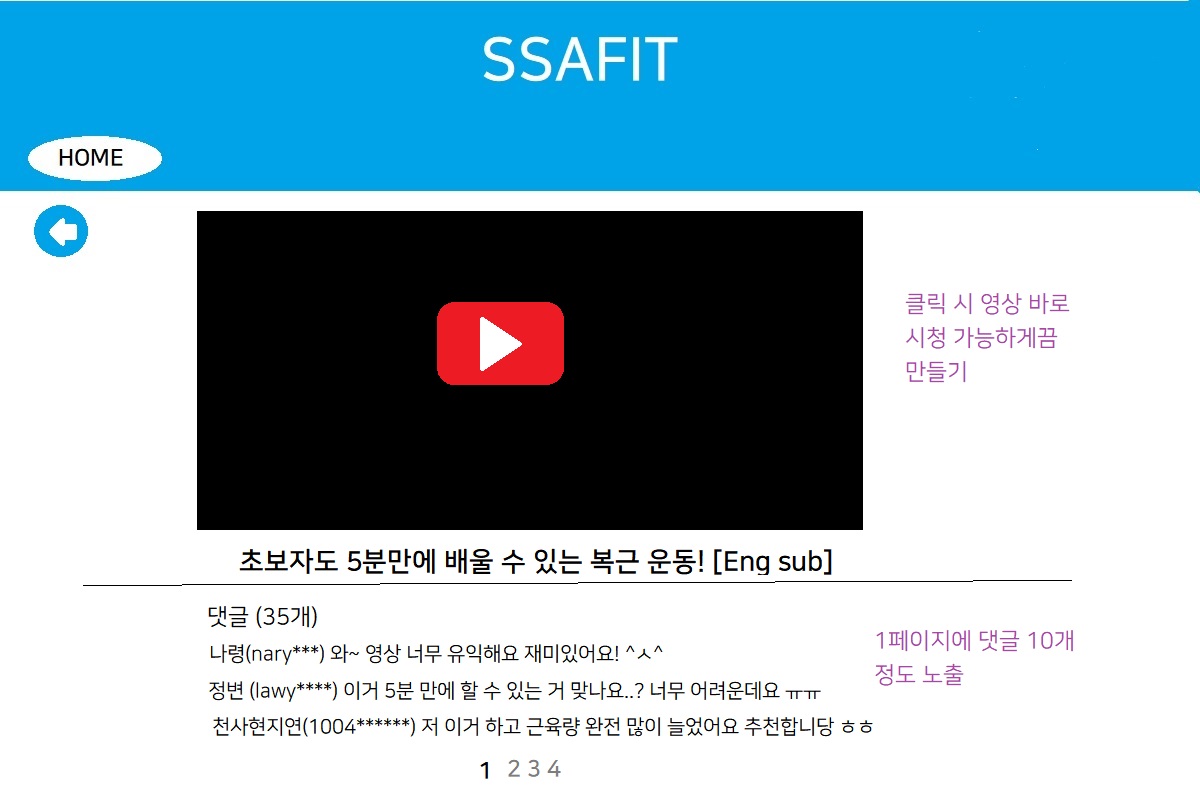 SSAFIT
HOME
클릭 시 영상 바로
시청 가능하게끔
만들기
초보자도 5분만에 배울 수 있는 복근 운동! [Eng sub]
댓글 (35개)
나령(nary***) 와~ 영상 너무 유익해요 재미있어요! ^ㅅ^
정변 (lawy****) 이거 5분 만에 할 수 있는 거 맞나요..? 너무 어려운데요 ㅠㅠ
천사현지연(1004******) 저 이거 하고 근육량 완전 많이 늘었어요 추천합니당 ㅎㅎ
1페이지에 댓글 10개
정도 노출
1 2 3 4